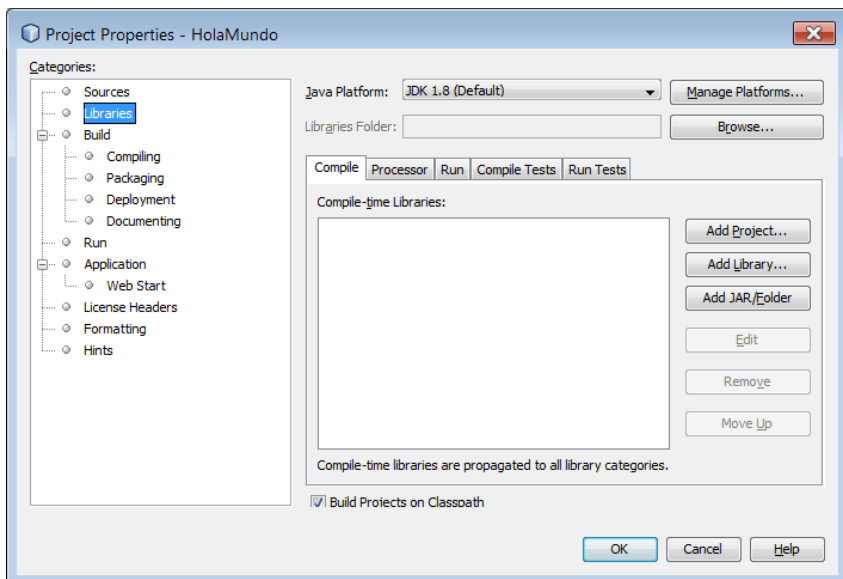 Project Properties - HolaMundo
Categories:
Sources
Libraries
Build
Compiling
Packaging
Deployment
Documenting
Run
Application
Web Start
License Headers
Formatting
Hints
Java Platform: JDK 1.8 (Default) Manage Platforms...
Libraries Folder: Browse...
Compile Processor Run Compile Tests Run Tests
Compile-time Libraries:
Add Project...
Add Library...
Add JAR/Folder
Edit
Remove
Move Up
Compile-time libraries are propagated to all library categories.
Build Projects on Classpath
OK Cancel Help